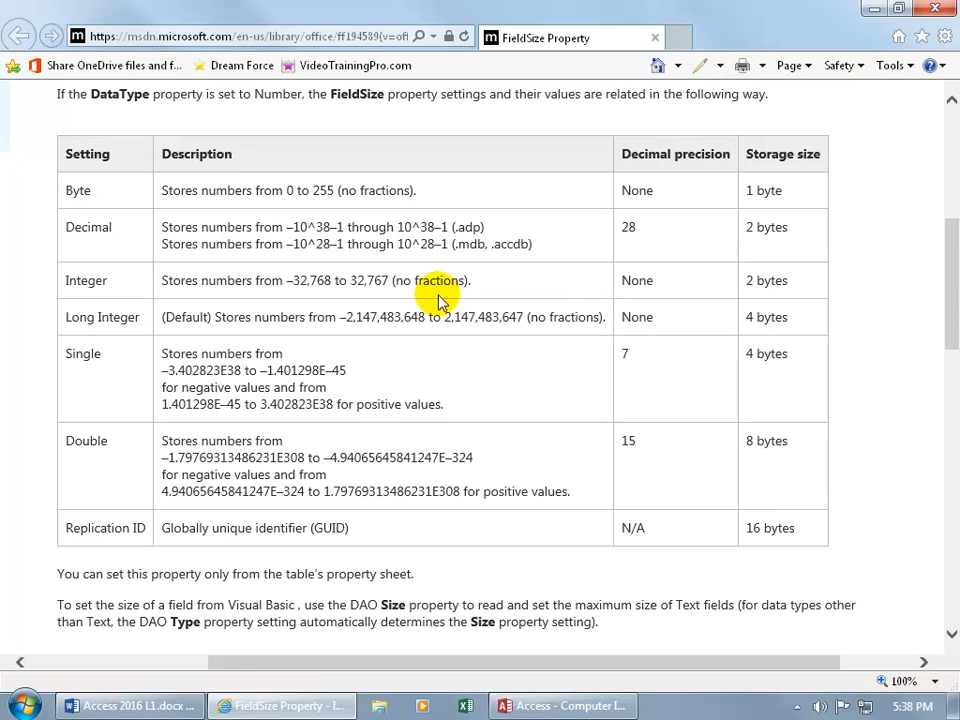 https://msdn.microsoft.com/en-us/library/office/ff194589(v=off
FieldSize Property
Share OneDrive files and f...
Dream Force
VideoTrainingPro.com
Page
Safety
Tools
If the DataType property is set to Number, the FieldSize property settings and their values are related in the following way.
Setting Description Decimal precision Storage size
Byte Stores numbers from 0 to 255 (no fractions). None 1 byte
Decimal Stores numbers from –10^38–1 through 10^38–1 (.adp) 28 2 bytes
Stores numbers from –10^28–1 through 10^28–1 (.mdb, .accdb)
Integer Stores numbers from –32,768 to 32,767 (no fractions). None 2 bytes
Long Integer (Default) Stores numbers from –2,147,483,648 to 2,147,483,647 (no fractions). None 4 bytes
Single Stores numbers from 7 4 bytes
–3.402823E38 to –1.401298E–45
for negative values and from
1.401298E–45 to 3.402823E38 for positive values.
Double Stores numbers from 15 8 bytes
–1.79769313486231E308 to –4.94065645841247E–324
for negative values and from
4.94065645841247E–324 to 1.79769313486231E308 for positive values.
Replication ID Globally unique identifier (GUID) N/A 16 bytes
You can set this property only from the table's property sheet.
To set the size of a field from Visual Basic , use the DAO Size property to read and set the maximum size of Text fields (for data types other
than Text, the DAO Type property setting automatically determines the Size property setting).
100%
Access 2016 L1.docx ...
FieldSize Property - I...
Access - Computer I...
5:38 PM